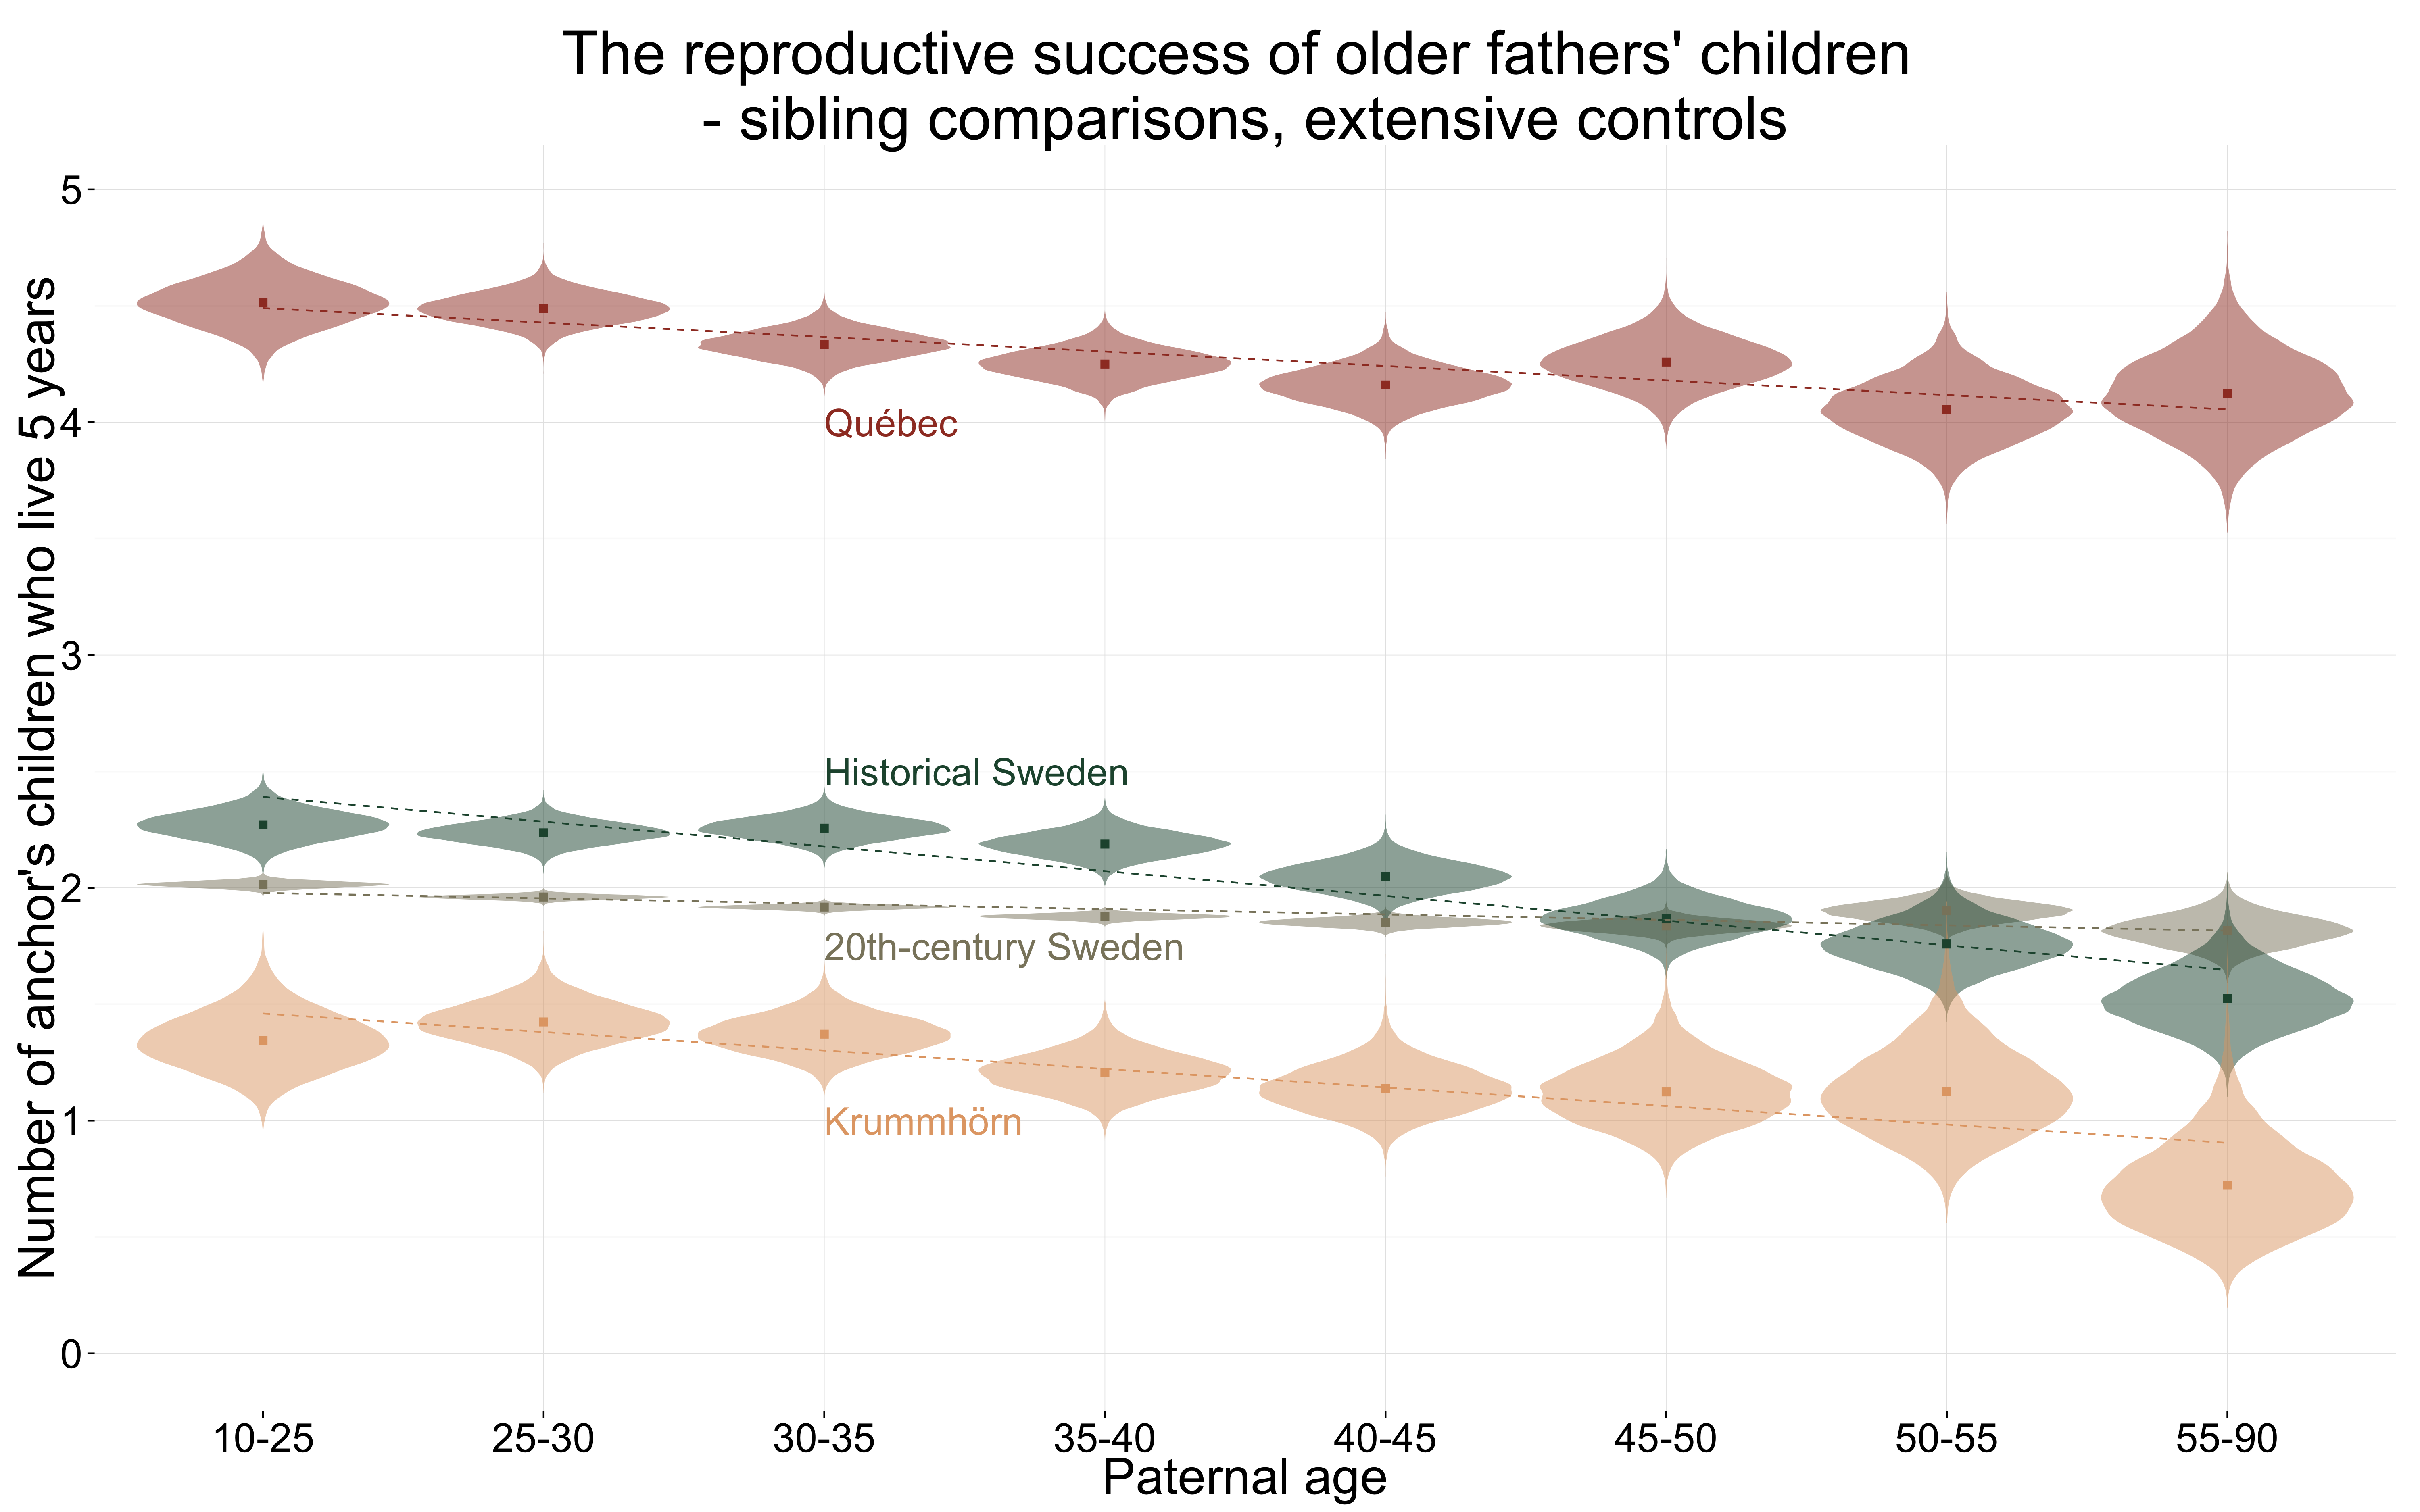 The reproductive success of older fathers' children
- sibling comparisons, extensive controls
Number of anchor's children who live 5 years
5
4
3
2
1
0
Québec
Historical Sweden
20th-century Sweden
Krummhörn
10-25
25-30
30-35
35-40
40-45
45-50
50-55
55-90
Paternal age